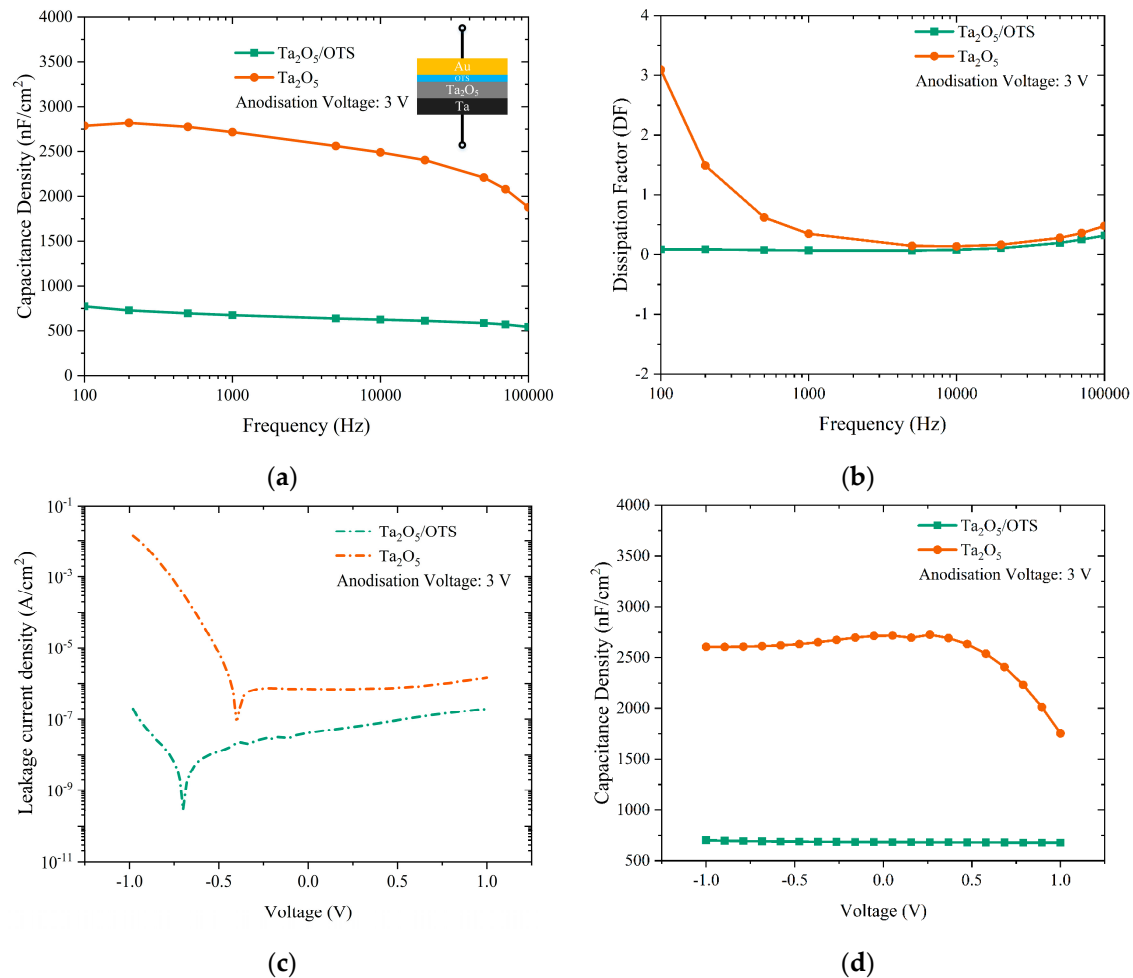 4000
3500
3000
2500
2000
1500
1000
500
0
Capacitance Density (nF/cm²)
Ta₂O₅/OTS
Ta₂O₅
Anodisation Voltage: 3 V
Au
OTS
Ta₂O₅
Ta
100 1000 10000 100000
Frequency (Hz)
(a)
5
4
3
2
1
0
-1
-2
Dissipation Factor (DF)
Ta₂O₅/OTS
Ta₂O₅
Anodisation Voltage: 3 V
100 1000 10000 100000
Frequency (Hz)
(b)
10⁻¹
10⁻³
10⁻⁵
10⁻⁷
10⁻⁹
10⁻¹¹
Leakage current density (A/cm²)
Ta₂O₅/OTS
Ta₂O₅
Anodisation Voltage: 3 V
-1.0 -0.5 0.0 0.5 1.0
Voltage (V)
(c)
4000
3500
3000
2500
2000
1500
1000
500
Capacitance Density (nF/cm²)
Ta₂O₅/OTS
Ta₂O₅
Anodisation Voltage: 3 V
-1.0 -0.5 0.0 0.5 1.0
Voltage (V)
(d)